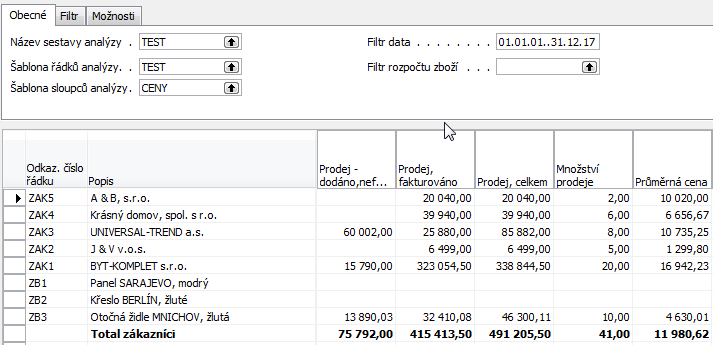 Obecné Filtr Možnosti
Název sestavy analýzy . TEST Filtr data . . . . . . . . 01.01.01..31.12.17
Šablona řádků analýzy. . TEST Filtr rozpočtu zboží . . .
Šablona sloupců analýzy. CENY
Odkaz. číslo řádku Popis Prodej - dodáno,nef... Prodej, fakturováno Prodej, celkem Množství prodeje Průměrná cena
ZAK5 A & B, s.r.o. 20 040,00 20 040,00 2,00 10 020,00
ZAK4 Krásný domov, spol. s r.o. 39 940,00 39 940,00 6,00 6 656,67
ZAK3 UNIVERSAL-TREND a.s. 60 002,00 25 880,00 85 882,00 8,00 10 735,25
ZAK2 J & V v.o.s. 6 499,00 6 499,00 5,00 1 299,80
ZAK1 BYT-KOMPLET s.r.o. 15 790,00 323 054,50 338 844,50 20,00 16 942,23
ZB1 Panel SARAJEVO, modrý
ZB2 Křeslo BERLÍN, žluté
ZB3 Otočná židle MNICHOV, žlutá 13 890,03 32 410,08 46 300,11 10,00 4 630,01
Total zákazníci 75 792,00 415 413,50 491 205,50 41,00 11 980,62